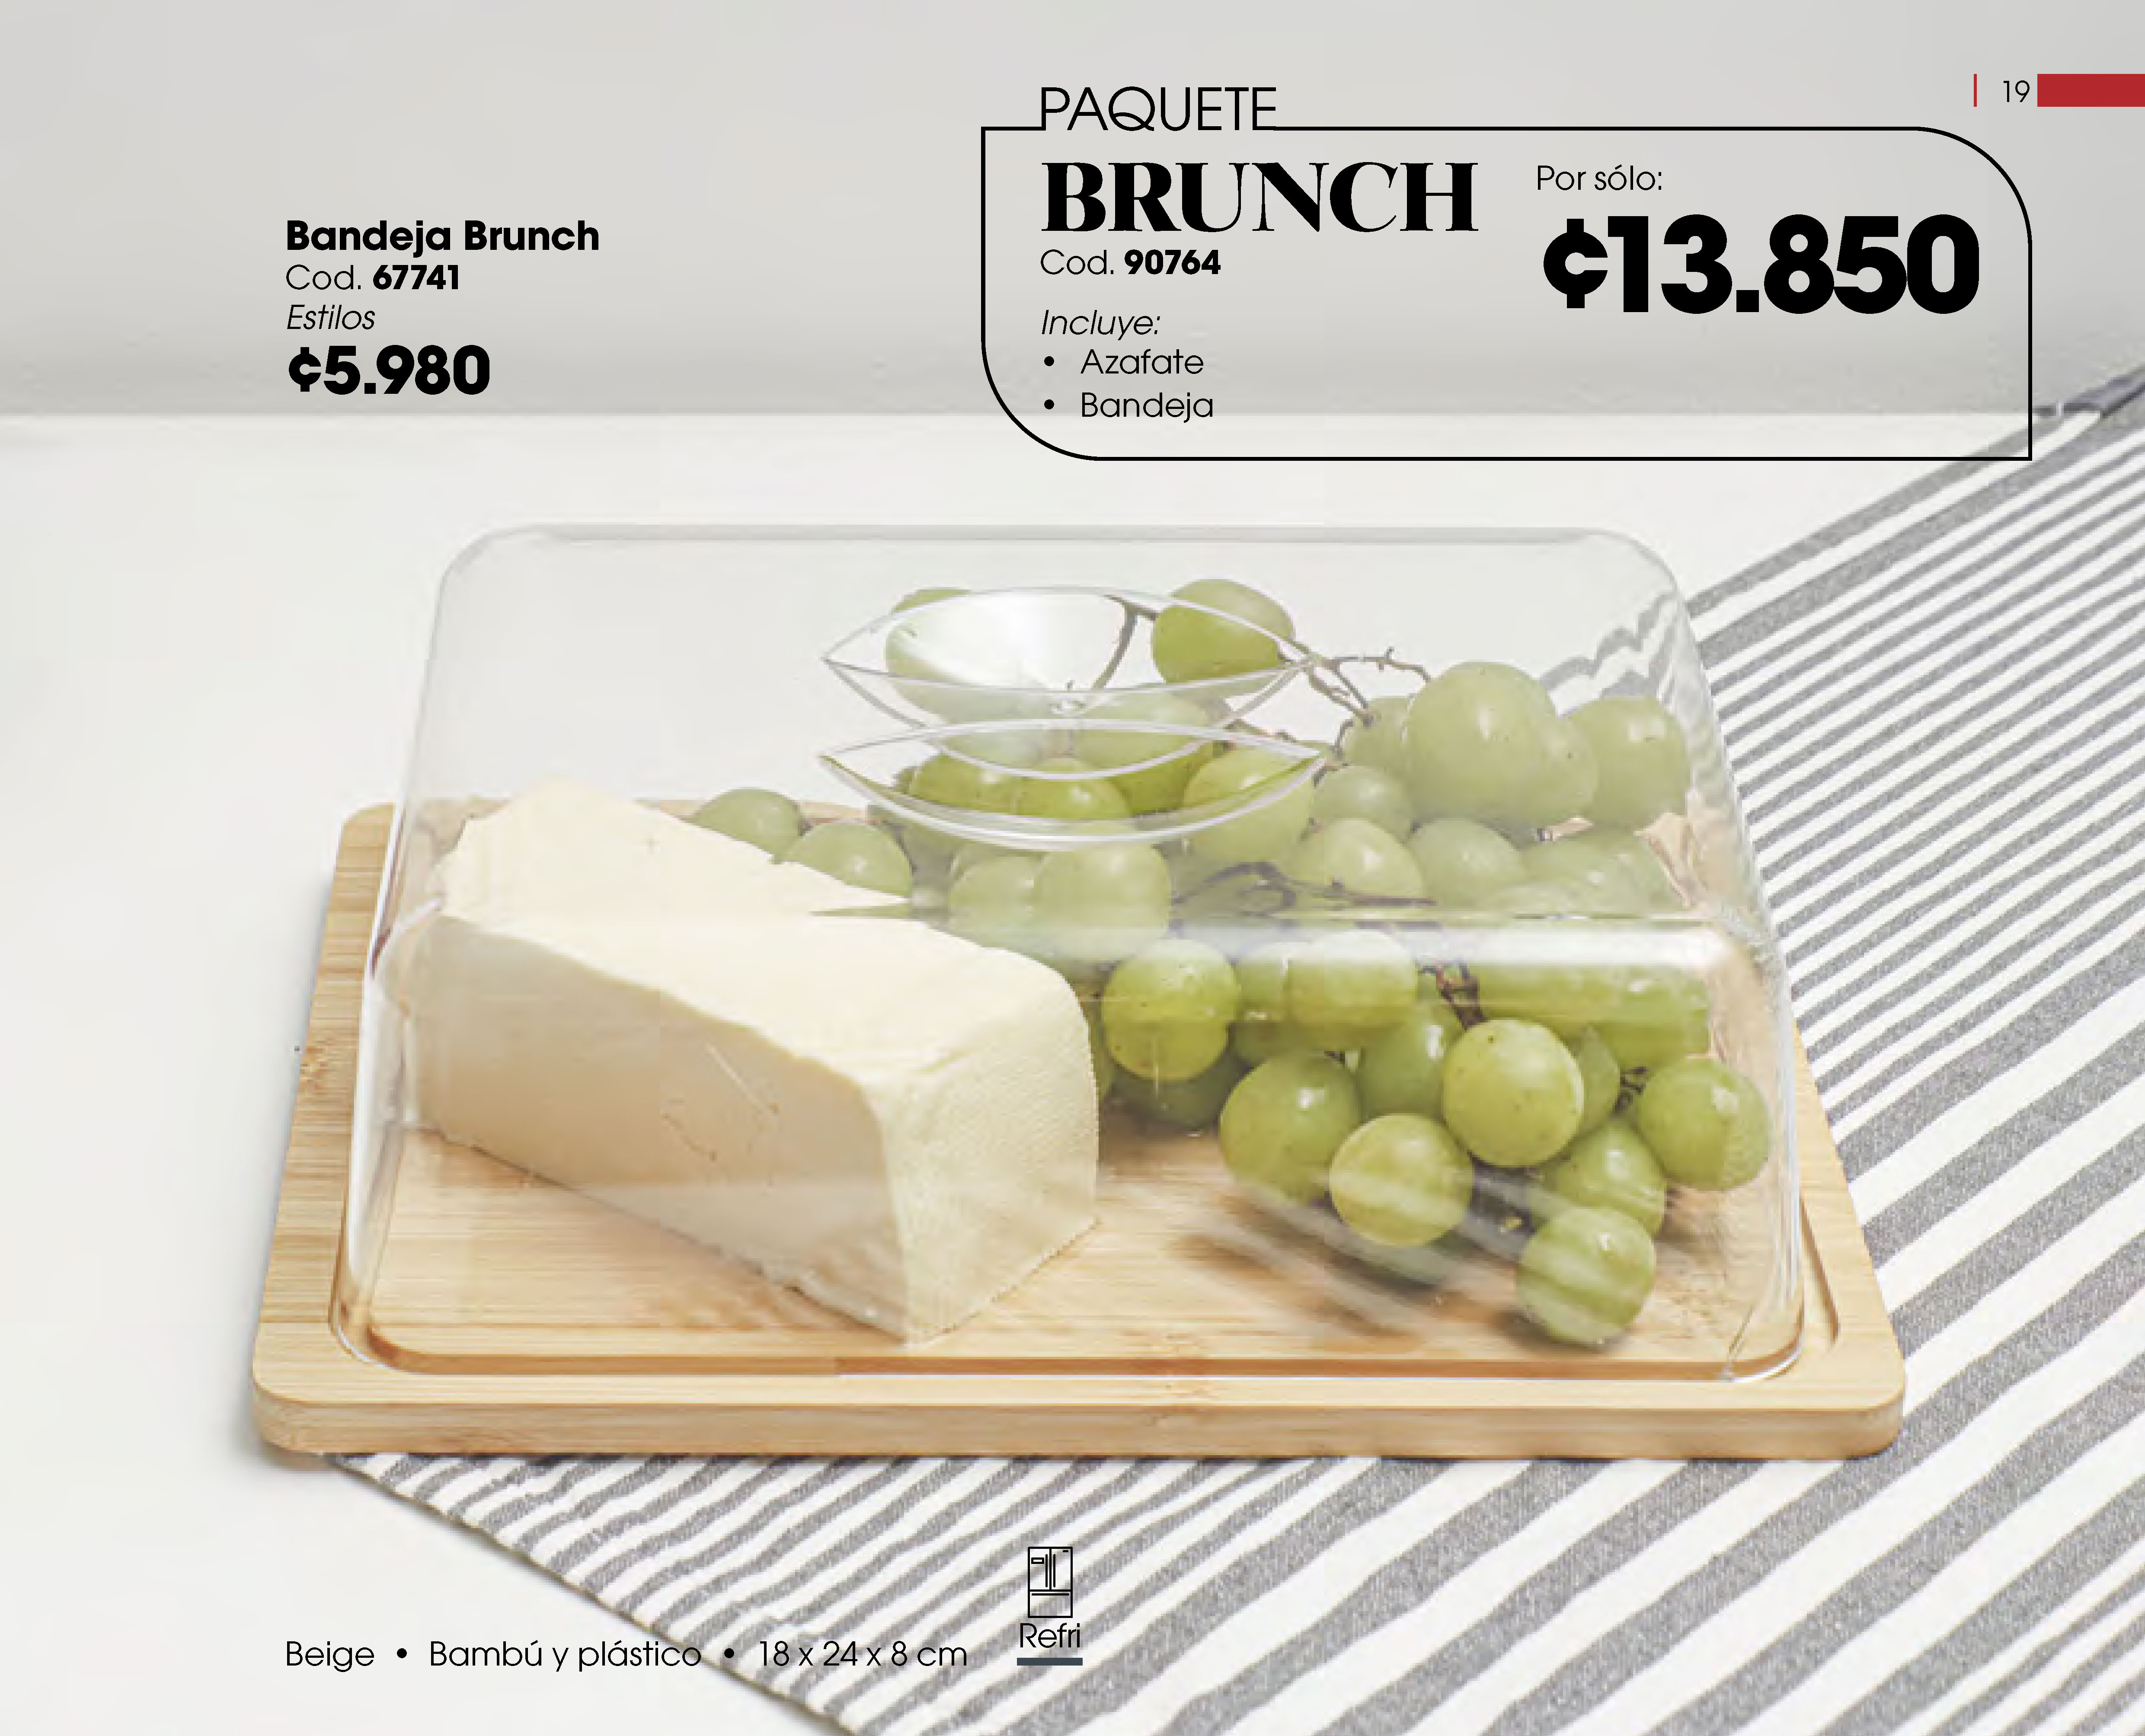 19
Bandeja Brunch
Cod. 67741
Estilos
¢5.980
PAQUETE
BRUNCH
Cod. 90764
Incluye:
• Azafate
• Bandeja
Por sólo:
¢13.850
Refri
Beige • Bambú y plástico • 18 x 24 x 8 cm